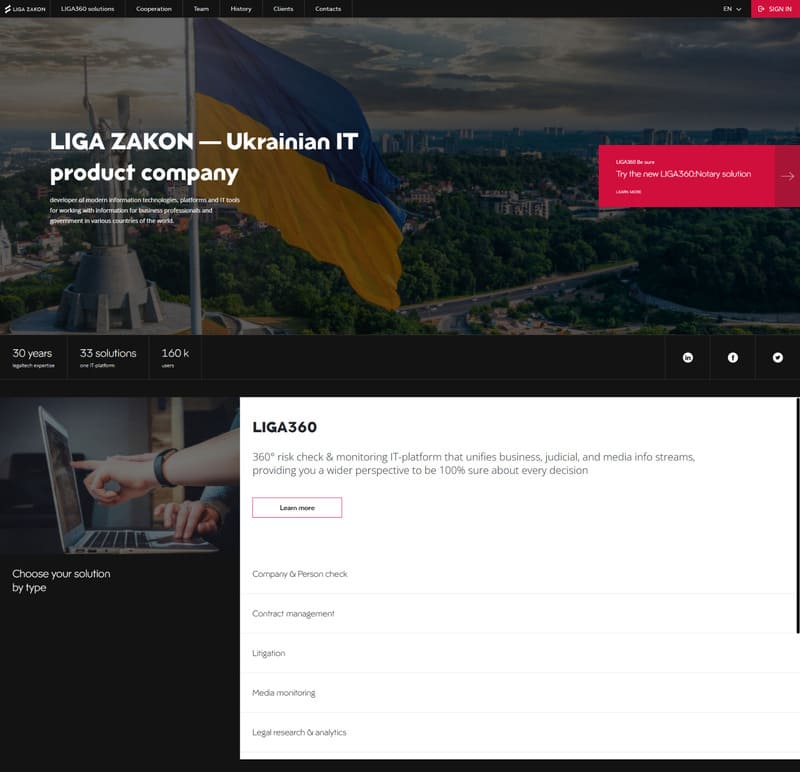 LIGA ZAKON
LIGA360 solutions
Cooperation
Team
History
Clients
Contacts
EN
SIGN IN
LIGA ZAKON — Ukrainian IT
product company
developer of modern information technologies, platforms and IT tools
for working with information for business professionals and
government in various countries of the world.
LIGA360 Be sure
Try the new LIGA360:Notary solution
LEARN MORE
30 years
legaltech expertise
33 solutions
one IT-platform
160 k
users
Choose your solution
by type
LIGA360
360° risk check & monitoring IT-platform that unifies business, judicial, and media info streams,
providing you a wider perspective to be 100% sure about every decision
Learn more
Company & Person check
Contract management
Litigation
Media monitoring
Legal research & analytics